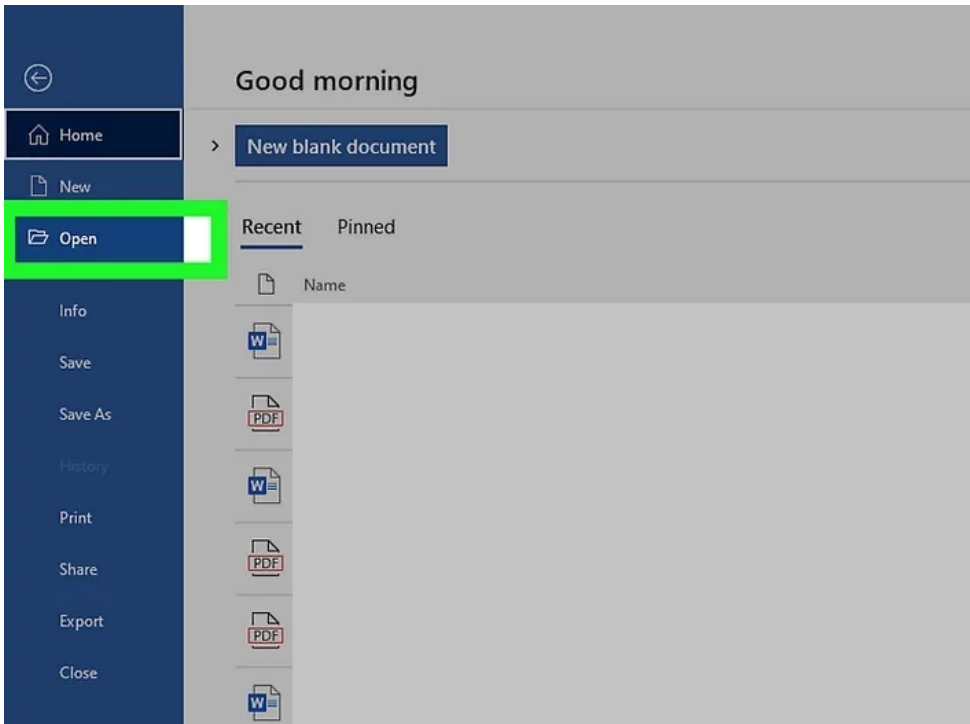 Good morning
Home
New blank document
New
Open
Recent Pinned
Name
Info
Save
Save As
History
Print
Share
Export
Close
W
PDF
W
PDF
PDF
W